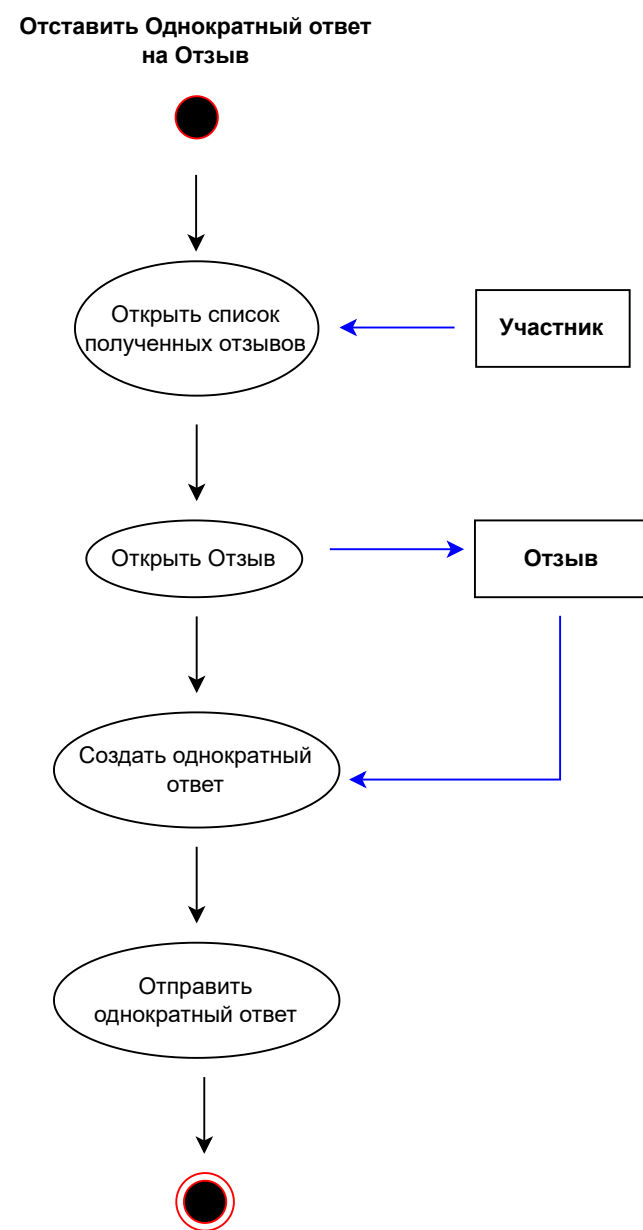 Отставить Однократный ответ
на Отзыв
Открыть список
полученных отзывов
Участник
Открыть Отзыв
Отзыв
Создать однократный
ответ
Отправить
однократный ответ